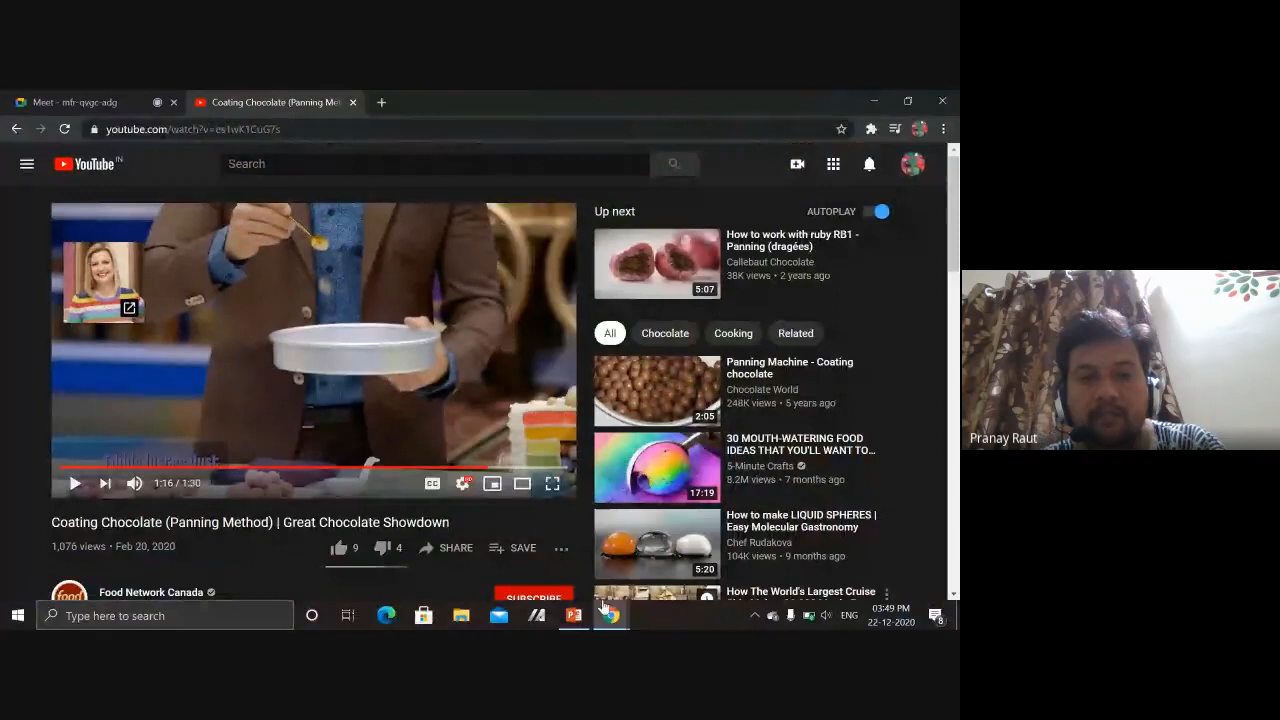 Meet - mfr-qvgc-adg
Coating Chocolate (Panning Met
youtube.com/watch?v=es1wK1CuG7s
YouTube IN
Search
Up next
AUTOPLAY
How to work with ruby RB1 -
Panning (dragées)
Callebaut Chocolate
38K views • 2 years ago
5:07
All
Chocolate
Cooking
Related
Panning Machine - Coating
chocolate
Chocolate World
248K views • 5 years ago
2:05
30 MOUTH-WATERING FOOD
IDEAS THAT YOU'LL WANT TO...
5-Minute Crafts
8.2M views • 7 months ago
17:19
How to make LIQUID SPHERES |
Easy Molecular Gastronomy
Chef Rudakova
104K views • 9 months ago
5:20
How The World's Largest Cruise
1:16 / 1:30
Coating Chocolate (Panning Method) | Great Chocolate Showdown
1,076 views • Feb 20, 2020
9
4
SHARE
SAVE
food
Food Network Canada
SUBSCRIBE
Type here to search
ENG
03:49 PM
22-12-2020
8
Pranay Raut